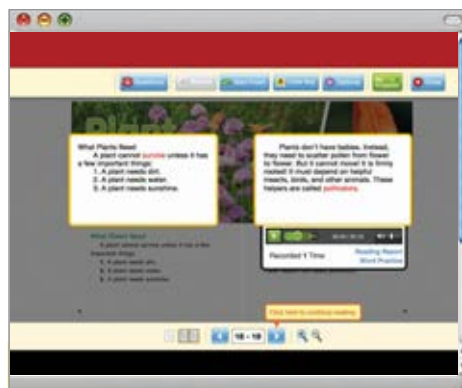 Plant
What Plants Need
A plant cannot survive unless it has
a few important things:
1. A plant needs dirt.
2. A plant needs water.
3. A plant needs sunshine.
Plants don't have babies. Instead,
they need to scatter pollen from flower
to flower. But it cannot move! It is firmly
rooted! It must depend on helpful
insects, birds, and other animals. These
helpers are called pollinators.
What Plants Need
A plant cannot survive unless it has a few
important things:
1. A plant needs dirt.
2. A plant needs water.
3. A plant needs sunshine.
Recorded 1 Time
Reading Report
Word Practice
Click here to continue reading
18 - 19